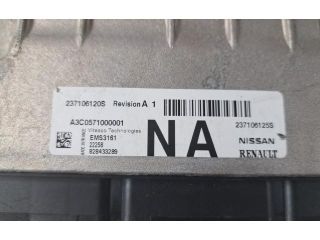 237106120S Revision A 1
A3C0571000001
Vitesco Technologies
EMS3161
22258
828433289
NA
237106125S
NISSAN
RENAULT